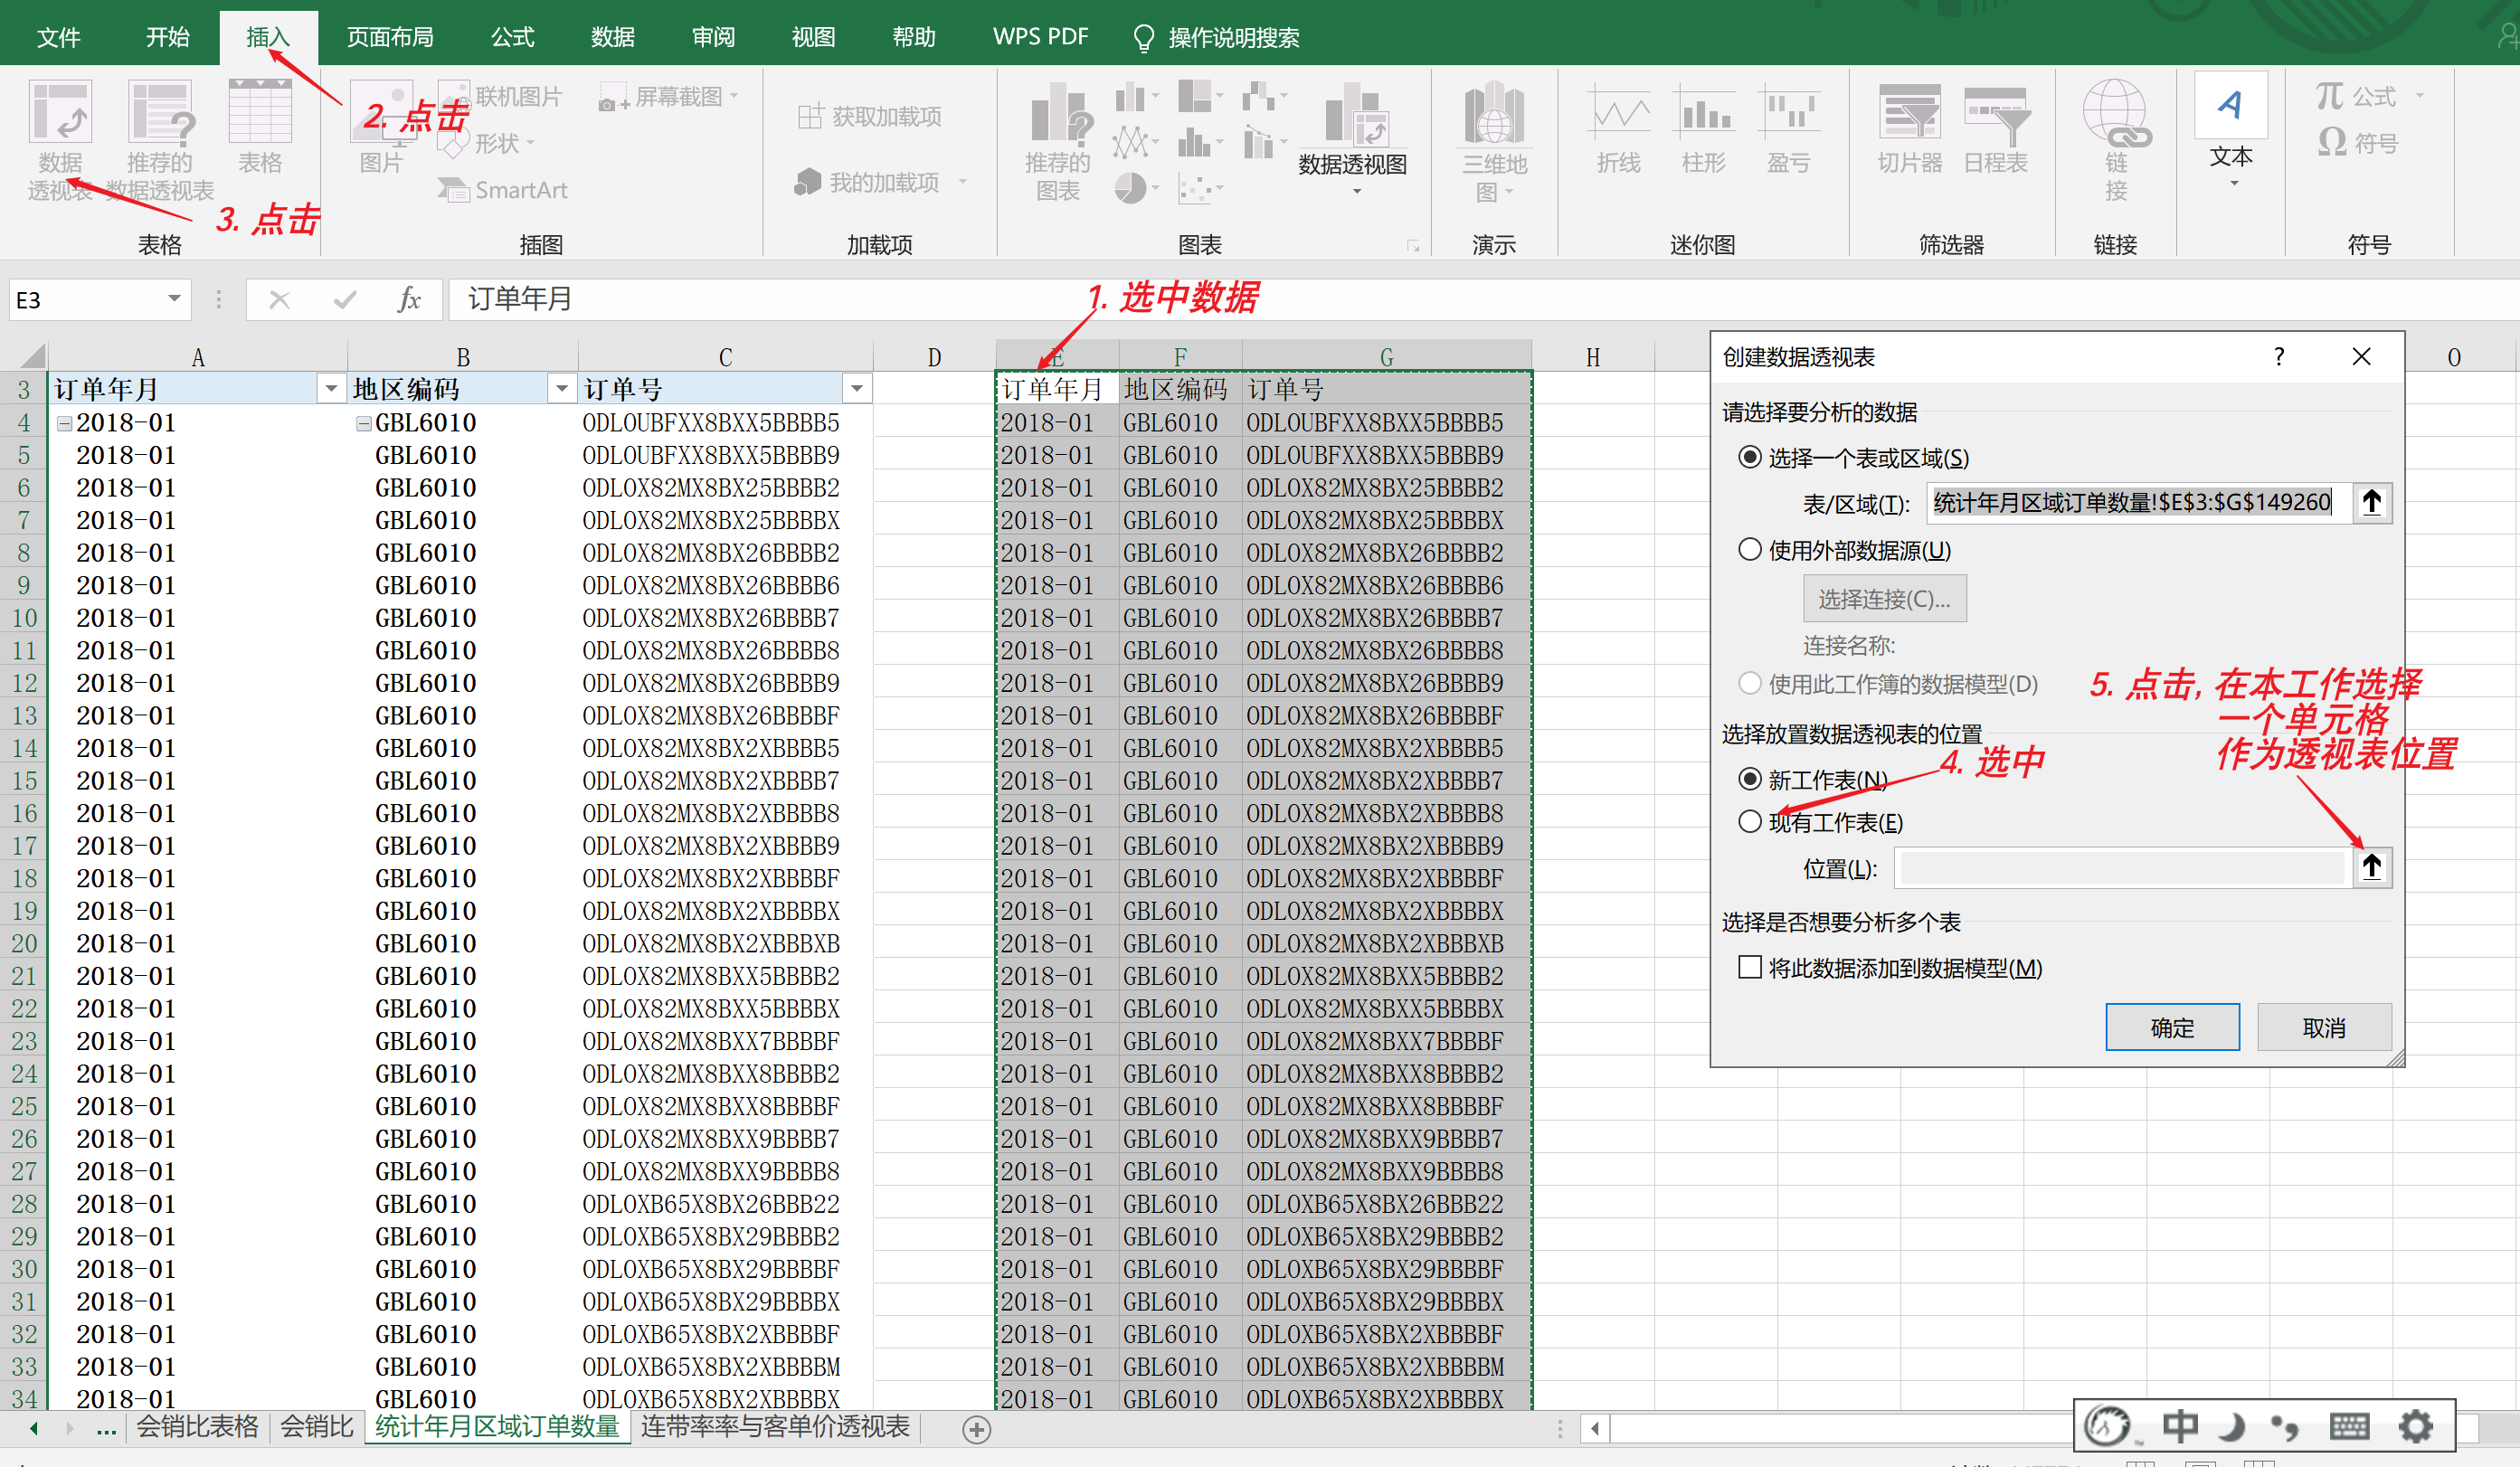 文件 开始 插入 页面布局 公式 数据 审阅 视图 帮助 WPS PDF 操作说明搜索
数据
透视表
推荐的
数据透视表
表格
表格
图片
联机图片
形状
SmartArt
屏幕截图
插图
获取加载项
我的加载项
加载项
推荐的
图表
数据透视图
图表
三维地
图
演示
折线 柱形 盈亏
迷你图
切片器 日程表
筛选器
链
接
链接
文本
π 公式
Ω 符号
符号
2. 点击
3. 点击
E3 fx 订单年月
1. 选中数据
A B C D E F G H O
3 订单年月 地区编码 订单号 订单年月 地区编码 订单号
4 2018-01 GBL6010 ODLOUBFXX8BXX5BBBB5 2018-01 GBL6010 ODLOUBFXX8BXX5BBBB5
5 2018-01 GBL6010 ODLOUBFXX8BXX5BBBB9 2018-01 GBL6010 ODLOUBFXX8BXX5BBBB9
6 2018-01 GBL6010 ODLOX82MX8BX25BBBB2 2018-01 GBL6010 ODLOX82MX8BX25BBBB2
7 2018-01 GBL6010 ODLOX82MX8BX25BBBBX 2018-01 GBL6010 ODLOX82MX8BX25BBBBX
8 2018-01 GBL6010 ODLOX82MX8BX26BBBB2 2018-01 GBL6010 ODLOX82MX8BX26BBBB2
9 2018-01 GBL6010 ODLOX82MX8BX26BBBB6 2018-01 GBL6010 ODLOX82MX8BX26BBBB6
10 2018-01 GBL6010 ODLOX82MX8BX26BBBB7 2018-01 GBL6010 ODLOX82MX8BX26BBBB7
11 2018-01 GBL6010 ODLOX82MX8BX26BBBB8 2018-01 GBL6010 ODLOX82MX8BX26BBBB8
12 2018-01 GBL6010 ODLOX82MX8BX26BBBB9 2018-01 GBL6010 ODLOX82MX8BX26BBBB9
13 2018-01 GBL6010 ODLOX82MX8BX26BBBBF 2018-01 GBL6010 ODLOX82MX8BX26BBBBF
14 2018-01 GBL6010 ODLOX82MX8BX2XBBBB5 2018-01 GBL6010 ODLOX82MX8BX2XBBBB5
15 2018-01 GBL6010 ODLOX82MX8BX2XBBBB7 2018-01 GBL6010 ODLOX82MX8BX2XBBBB7
16 2018-01 GBL6010 ODLOX82MX8BX2XBBBB8 2018-01 GBL6010 ODLOX82MX8BX2XBBBB8
17 2018-01 GBL6010 ODLOX82MX8BX2XBBBB9 2018-01 GBL6010 ODLOX82MX8BX2XBBBB9
18 2018-01 GBL6010 ODLOX82MX8BX2XBBBBF 2018-01 GBL6010 ODLOX82MX8BX2XBBBBF
19 2018-01 GBL6010 ODLOX82MX8BX2XBBBBX 2018-01 GBL6010 ODLOX82MX8BX2XBBBBX
20 2018-01 GBL6010 ODLOX82MX8BX2XBBBXB 2018-01 GBL6010 ODLOX82MX8BX2XBBBXB
21 2018-01 GBL6010 ODLOX82MX8BXX5BBBB2 2018-01 GBL6010 ODLOX82MX8BXX5BBBB2
22 2018-01 GBL6010 ODLOX82MX8BXX5BBBBX 2018-01 GBL6010 ODLOX82MX8BXX5BBBBX
23 2018-01 GBL6010 ODLOX82MX8BXX7BBBBF 2018-01 GBL6010 ODLOX82MX8BXX7BBBBF
24 2018-01 GBL6010 ODLOX82MX8BXX8BBBB2 2018-01 GBL6010 ODLOX82MX8BXX8BBBB2
25 2018-01 GBL6010 ODLOX82MX8BXX8BBBBF 2018-01 GBL6010 ODLOX82MX8BXX8BBBBF
26 2018-01 GBL6010 ODLOX82MX8BXX9BBBB7 2018-01 GBL6010 ODLOX82MX8BXX9BBBB7
27 2018-01 GBL6010 ODLOX82MX8BXX9BBBB8 2018-01 GBL6010 ODLOX82MX8BXX9BBBB8
28 2018-01 GBL6010 ODLOXB65X8BX26BBB22 2018-01 GBL6010 ODLOXB65X8BX26BBB22
29 2018-01 GBL6010 ODLOXB65X8BX29BBBB2 2018-01 GBL6010 ODLOXB65X8BX29BBBB2
30 2018-01 GBL6010 ODLOXB65X8BX29BBBBF 2018-01 GBL6010 ODLOXB65X8BX29BBBBF
31 2018-01 GBL6010 ODLOXB65X8BX29BBBBX 2018-01 GBL6010 ODLOXB65X8BX29BBBBX
32 2018-01 GBL6010 ODLOXB65X8BX2XBBBBF 2018-01 GBL6010 ODLOXB65X8BX2XBBBBF
33 2018-01 GBL6010 ODLOXB65X8BX2XBBBBM 2018-01 GBL6010 ODLOXB65X8BX2XBBBBM
34 2018-01 GBL6010 ODLOXB65X8BX2XBBBBX 2018-01 GBL6010 ODLOXB65X8BX2XBBBBX
创建数据透视表 ?
请选择要分析的数据
选择一个表或区域(S)
表/区域(T): 统计年月区域订单数量!$E$3:$G$149260
使用外部数据源(U)
选择连接(C)...
连接名称:
使用此工作簿的数据模型(D)
选择放置数据透视表的位置
新工作表(N)
现有工作表(E)
位置(L):
选择是否想要分析多个表
将此数据添加到数据模型(M)
确定 取消
4. 选中
5. 点击, 在本工作选择
一个单元格
作为透视表位置
... 会销比表格 会销比 统计年月区域订单数量 连带率率与客单价透视表
中